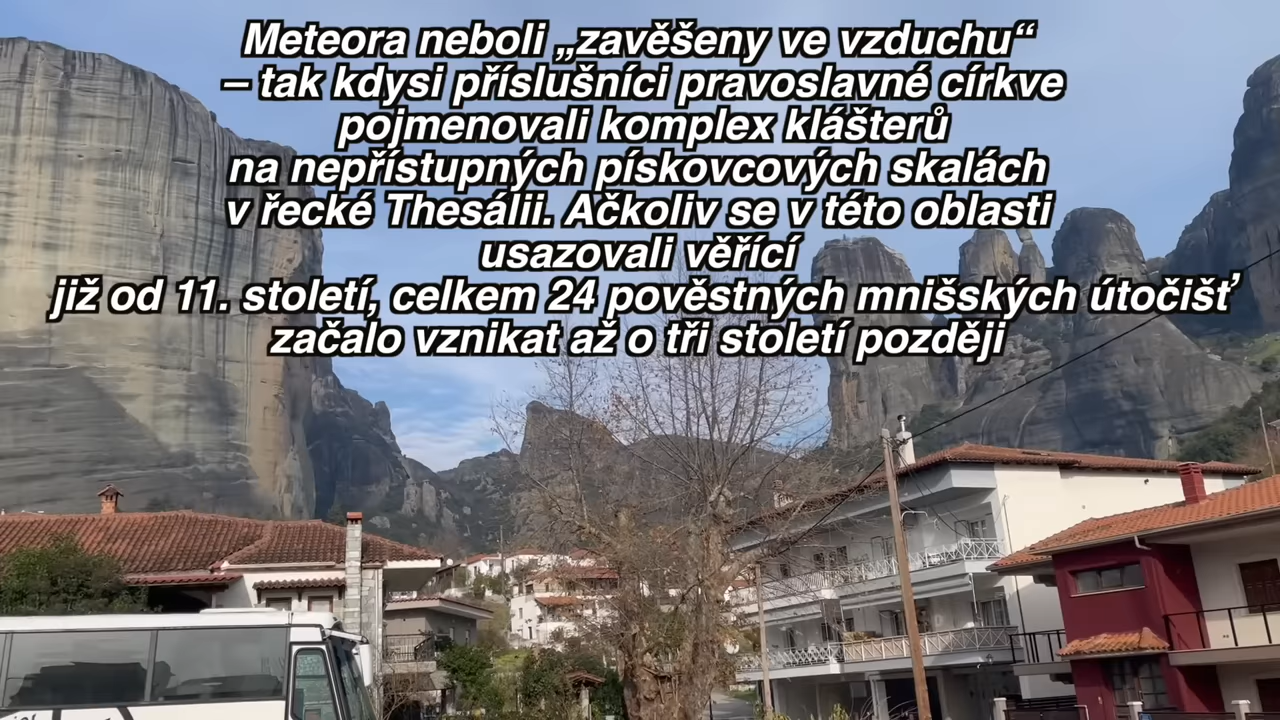 Meteora neboli „zavěšeny ve vzduchu“
– tak kdysi příslušníci pravoslavné církve
pojmenovali komplex klášterů
na nepřístupných pískovcových skalách
v řecké Thesálii. Ačkoliv se v této oblasti
usazovali věřící
již od 11. století, celkem 24 pověstných mnišských útočišť
začalo vznikat až o tři století později